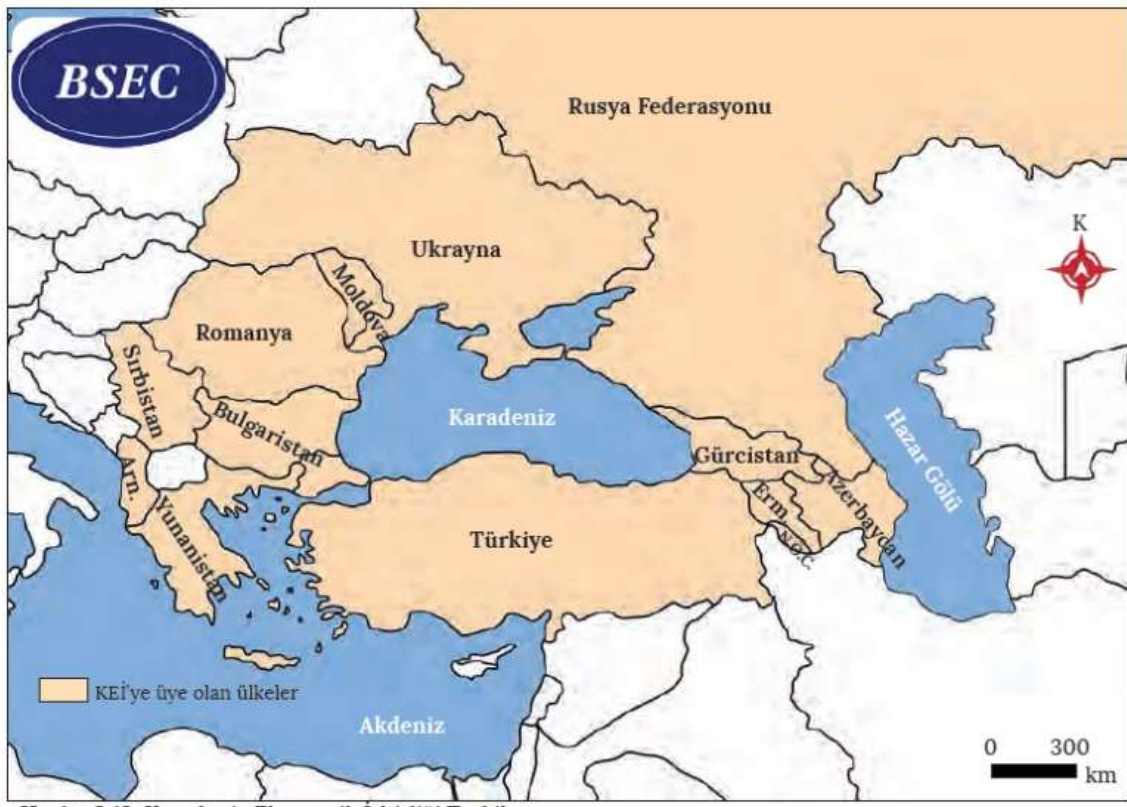 BSEC
Rusya Federasyonu
K
Ukrayna
Moldova
Romanya
Sırbistan
Bulgaristan
Karadeniz
Hazar Gölü
Gürcistan
Arn.
Yunanistan
Erm.
Azerbaycan
N.Ö.C.
Türkiye
KEİ'ye üye olan ülkeler
Akdeniz
0 300
km